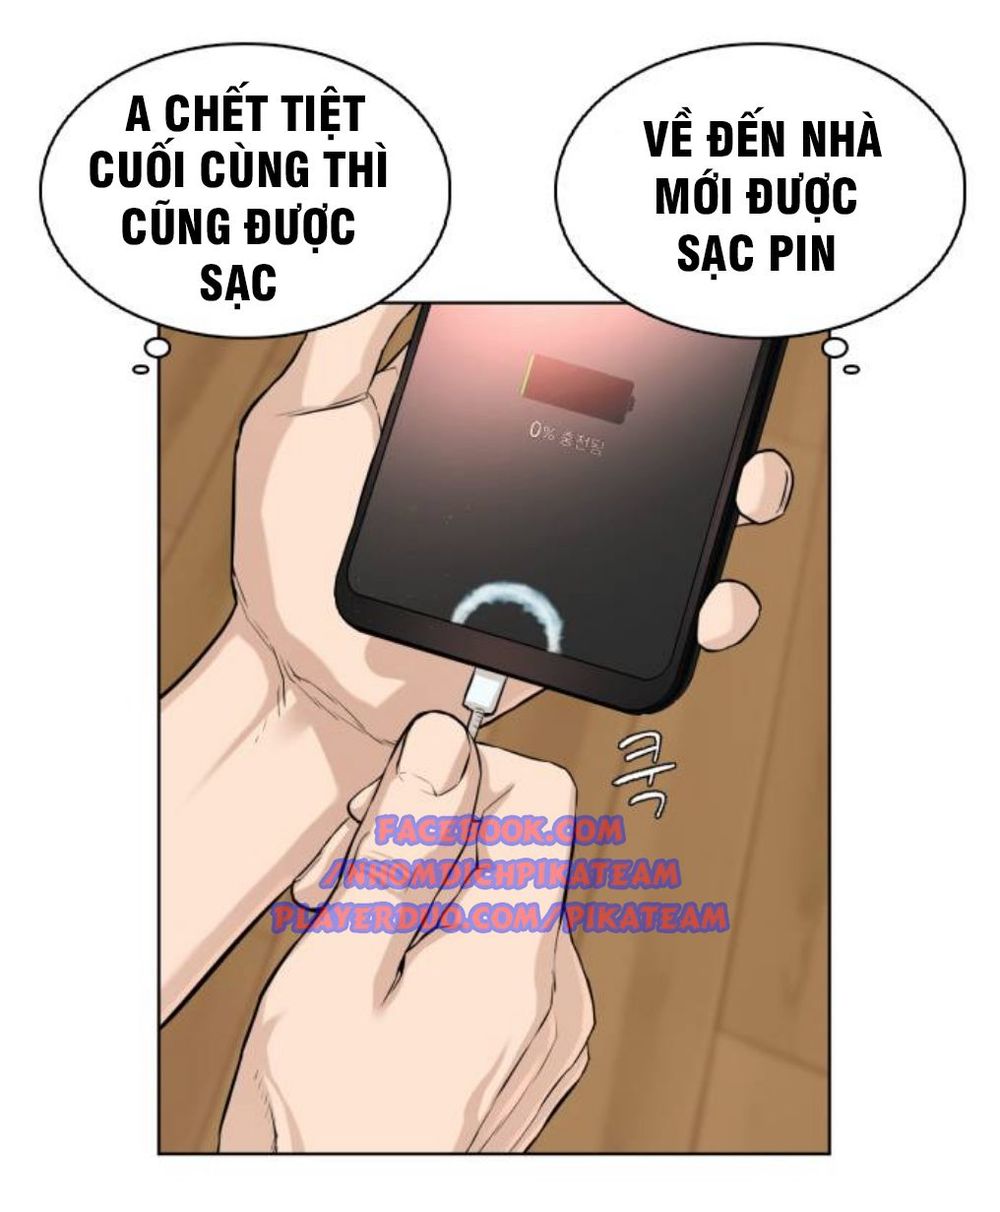 A CHẾT TIỆT
CUỐI CÙNG THÌ
CŨNG ĐƯỢC
SẠC
VỀ ĐẾN NHÀ
MỚI ĐƯỢC
SẠC PIN
0% 충전됨
쿡
FACEBOOK.COM
/NHOMDICHPIKATEAM
PLAYERDUO.COM/PIKATEAM